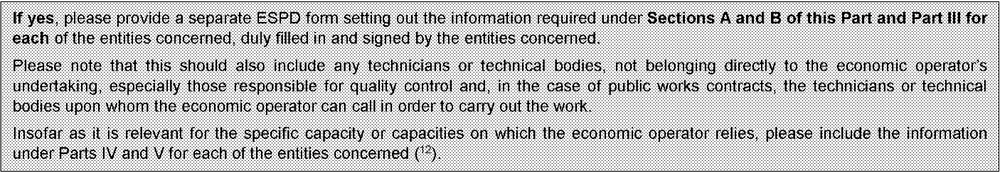 If yes, please provide a separate ESPD form setting out the information required under Sections A and B of this Part and Part III for
each of the entities concerned, duly filled in and signed by the entities concerned.
Please note that this should also include any technicians or technical bodies, not belonging directly to the economic operator's
undertaking, especially those responsible for quality control and, in the case of public works contracts, the technicians or technical
bodies upon whom the economic operator can call in order to carry out the work.
Insofar as it is relevant for the specific capacity or capacities on which the economic operator relies, please include the information
under Parts IV and V for each of the entities concerned (12).